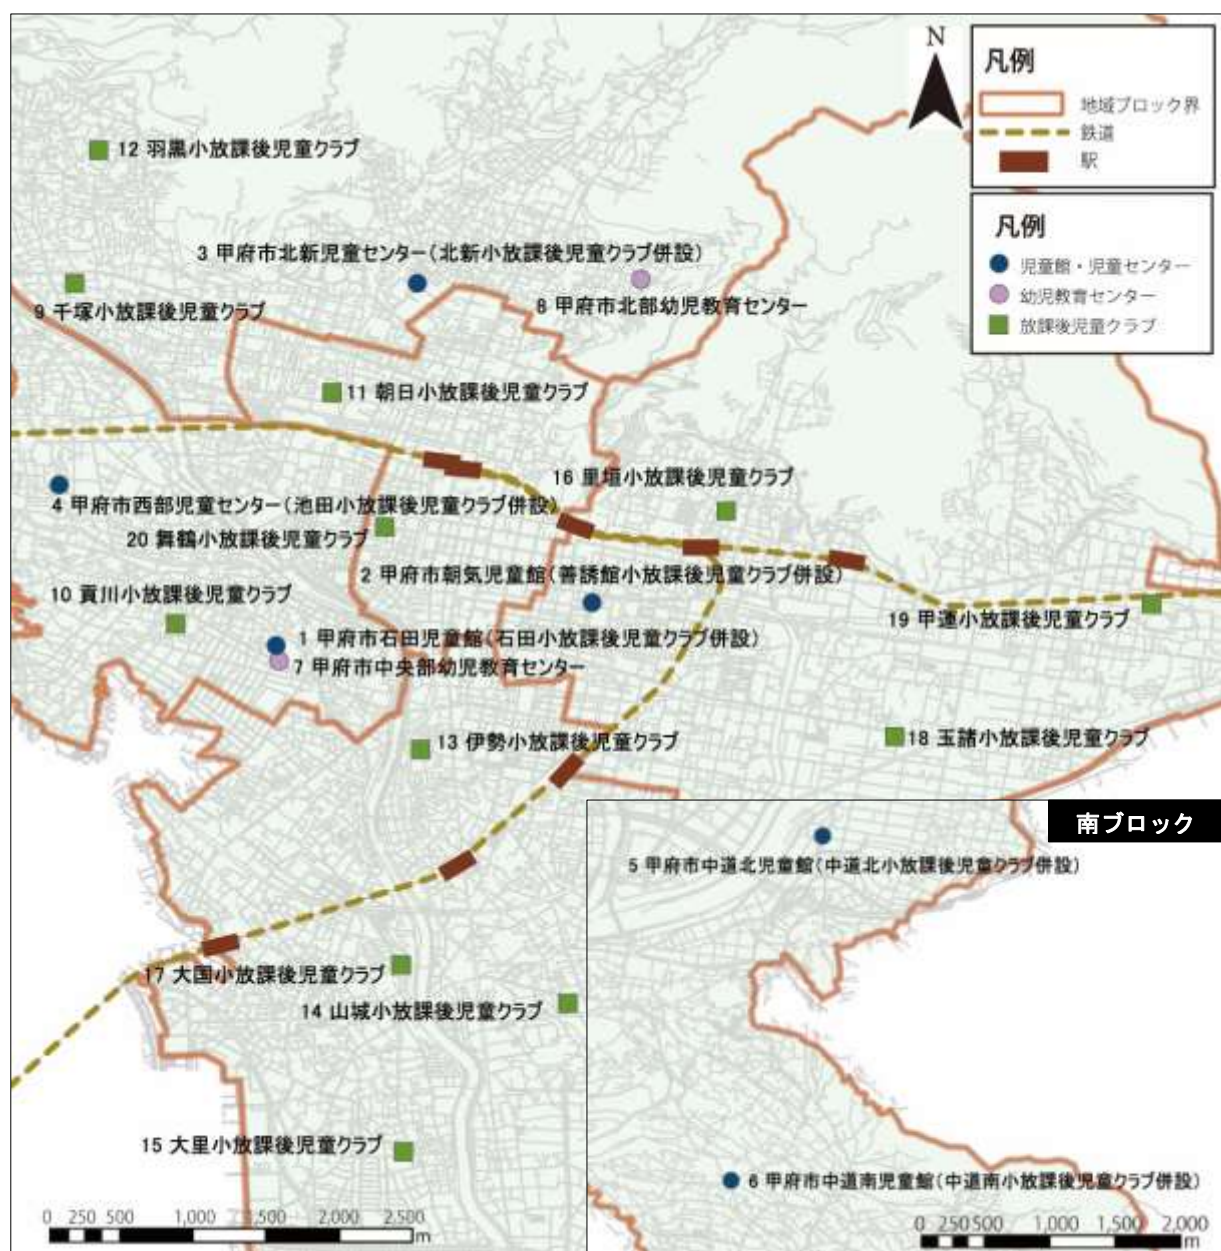 N
凡例
地域ブロック界
鉄道
駅
凡例
児童館・児童センター
幼児教育センター
放課後児童クラブ
12 羽黒小放課後児童クラブ
3 甲府市北新児童センター(北新小放課後児童クラブ併設)
9 千塚小放課後児童クラブ
8 甲府市北部幼児教育センター
11 朝日小放課後児童クラブ
16 里垣小放課後児童クラブ
4 甲府市西部児童センター(池田小放課後児童クラブ併設)
20 舞鶴小放課後児童クラブ
2 甲府市朝気児童館(善誘館小放課後児童クラブ併設)
10 貢川小放課後児童クラブ
19 甲運小放課後児童クラブ
1 甲府市石田児童館(石田小放課後児童クラブ併設)
7 甲府市中央部幼児教育センター
13 伊勢小放課後児童クラブ
18 玉諸小放課後児童クラブ
南ブロック
5 甲府市中道北児童館(中道北小放課後児童クラブ併設)
17 大国小放課後児童クラブ
14 山城小放課後児童クラブ
15 大里小放課後児童クラブ
6 甲府市中道南児童館(中道南小放課後児童クラブ併設)
0 250 500 1,000 1,500 2,000 2,500
m
0 250 500 1,000 1,500 2,000
m